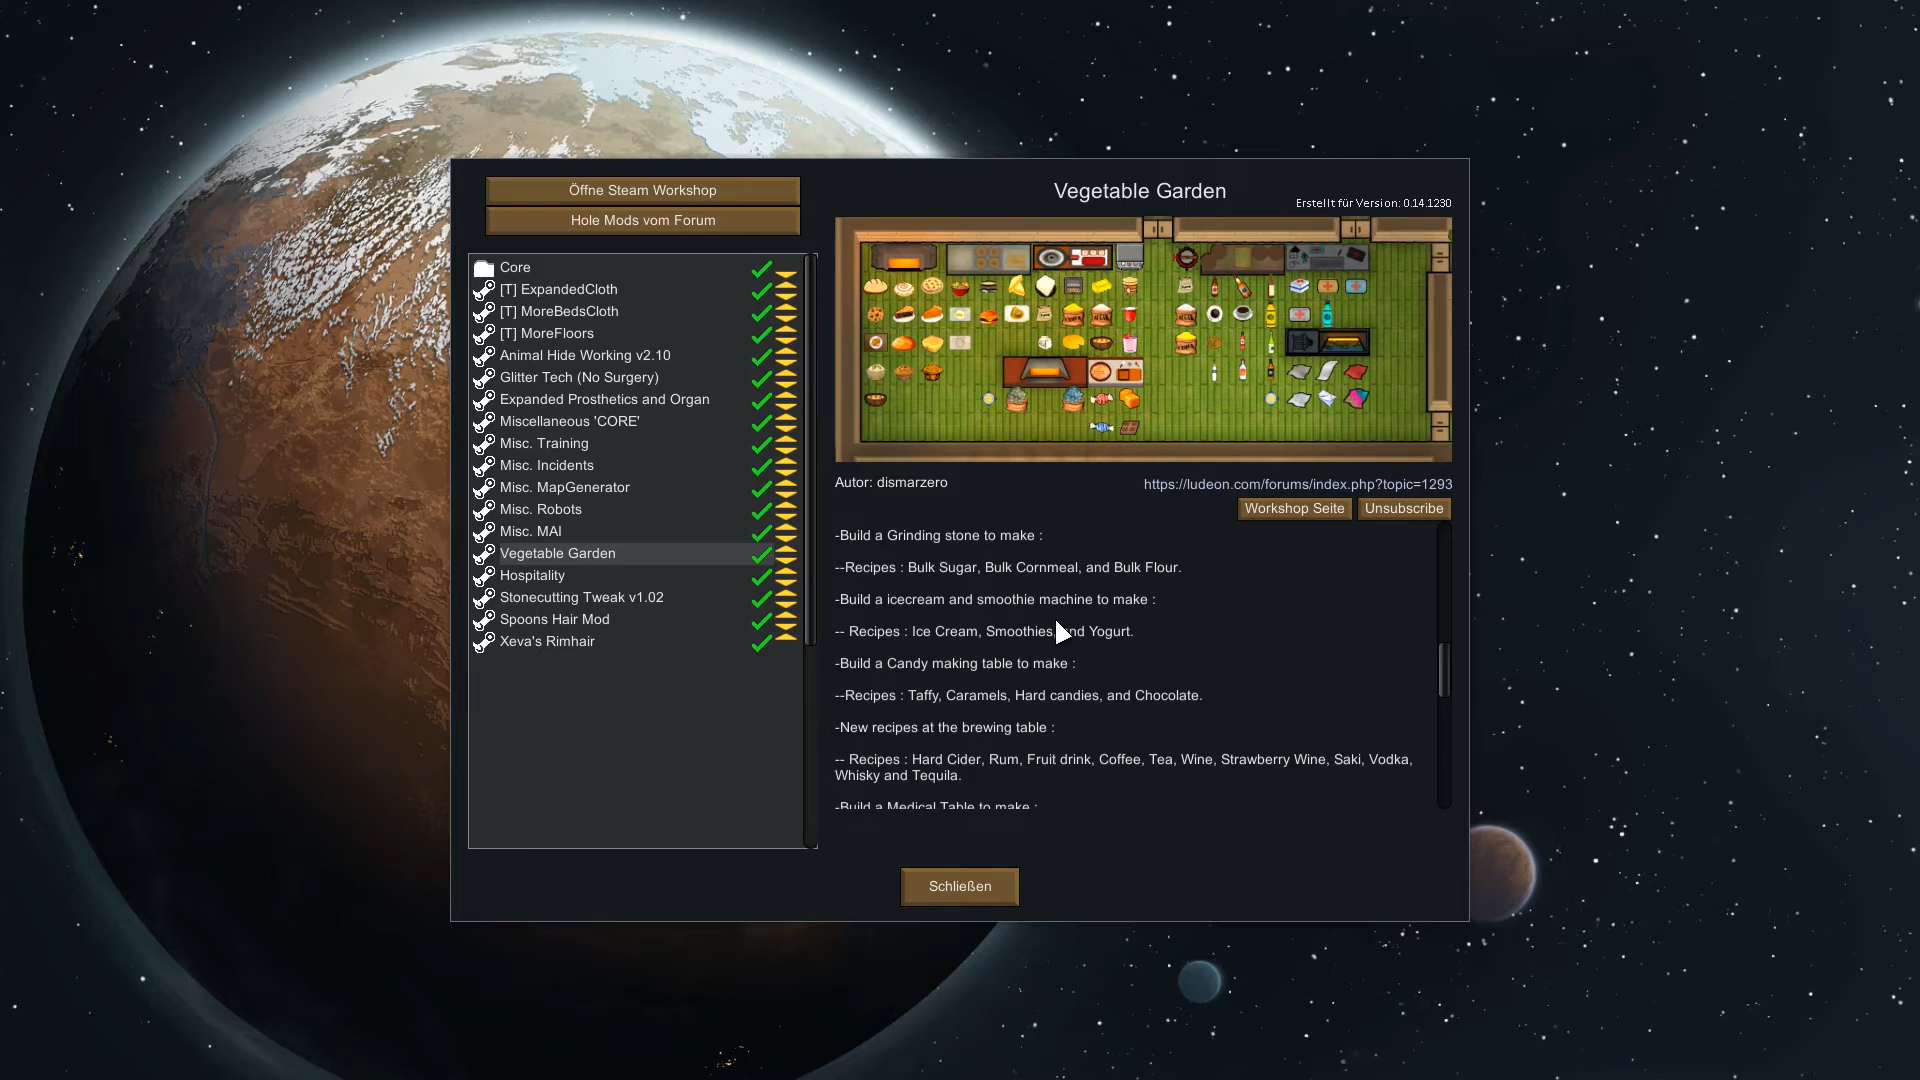 Öffne Steam Workshop
Hole Mods vom Forum
Core
[T] ExpandedCloth
[T] MoreBedsCloth
[T] MoreFloors
Animal Hide Working v2.10
Glitter Tech (No Surgery)
Expanded Prosthetics and Organ
Miscellaneous 'CORE'
Misc. Training
Misc. Incidents
Misc. MapGenerator
Misc. Robots
Misc. MAI
Vegetable Garden
Hospitality
Stonecutting Tweak v1.02
Spoons Hair Mod
Xeva's Rimhair
Vegetable Garden
Erstellt für Version: 0.14.1230
Autor: dismarzero
https://ludeon.com/forums/index.php?topic=1293
Workshop Seite
Unsubscribe
-Build a Grinding stone to make :
--Recipes : Bulk Sugar, Bulk Cornmeal, and Bulk Flour.
-Build a icecream and smoothie machine to make :
-- Recipes : Ice Cream, Smoothies, and Yogurt.
-Build a Candy making table to make :
--Recipes : Taffy, Caramels, Hard candies, and Chocolate.
-New recipes at the brewing table :
-- Recipes : Hard Cider, Rum, Fruit drink, Coffee, Tea, Wine, Strawberry Wine, Saki, Vodka,
Whisky and Tequila.
-Build a Medical Table to make :
Schließen